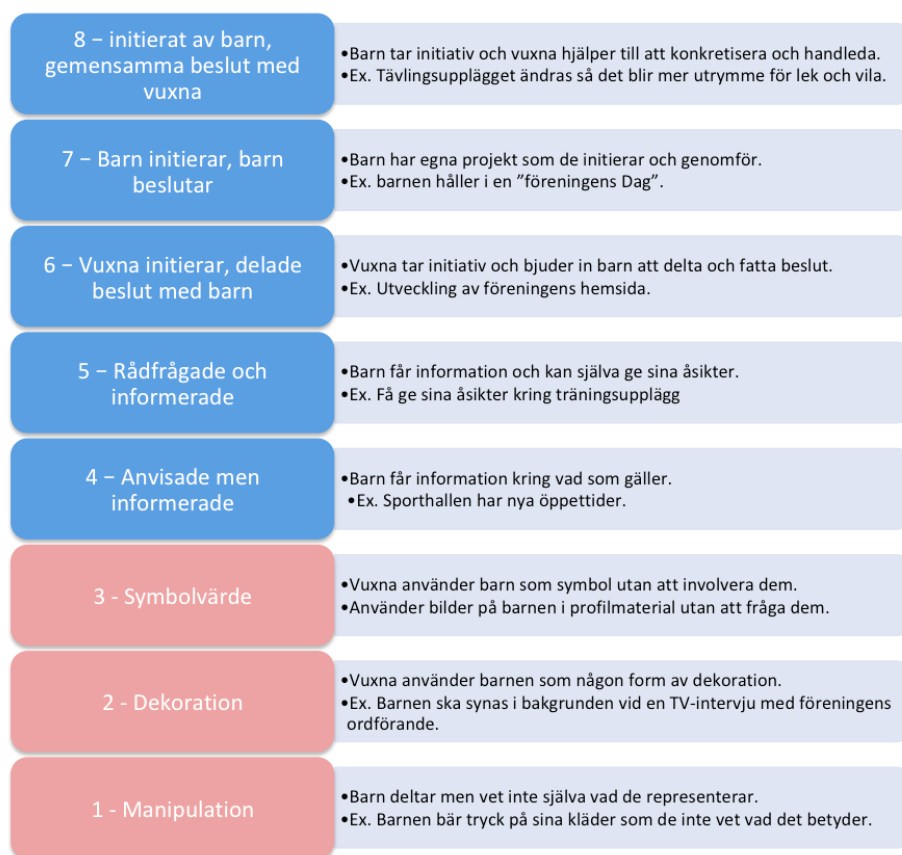 8 – initierat av barn,
gemensamma beslut med
vuxna
•Barn tar initiativ och vuxna hjälper till att konkretisera och handleda.
•Ex. Tävlingsupplägget ändras så det blir mer utrymme för lek och vila.
7 – Barn initierar, barn
beslutar
•Barn har egna projekt som de initierar och genomför.
•Ex. barnen håller i en ”föreningens Dag”.
6 – Vuxna initierar, delade
beslut med barn
•Vuxna tar initiativ och bjuder in barn att delta och fatta beslut.
•Ex. Utveckling av föreningens hemsida.
5 – Rådfrågade och
informerade
•Barn får information och kan själva ge sina åsikter.
•Ex. Få ge sina åsikter kring träningsupplägg
4 – Anvisade men
informerade
•Barn får information kring vad som gäller.
•Ex. Sporthallen har nya öppettider.
3 - Symbolvärde
•Vuxna använder barn som symbol utan att involvera dem.
•Använder bilder på barnen i profilmaterial utan att fråga dem.
2 - Dekoration
•Vuxna använder barnen som någon form av dekoration.
•Ex. Barnen ska synas i bakgrunden vid en TV-intervju med föreningens
ordförande.
1 - Manipulation
•Barn deltar men vet inte själva vad de representerar.
•Ex. Barnen bär tryck på sina kläder som de inte vet vad det betyder.